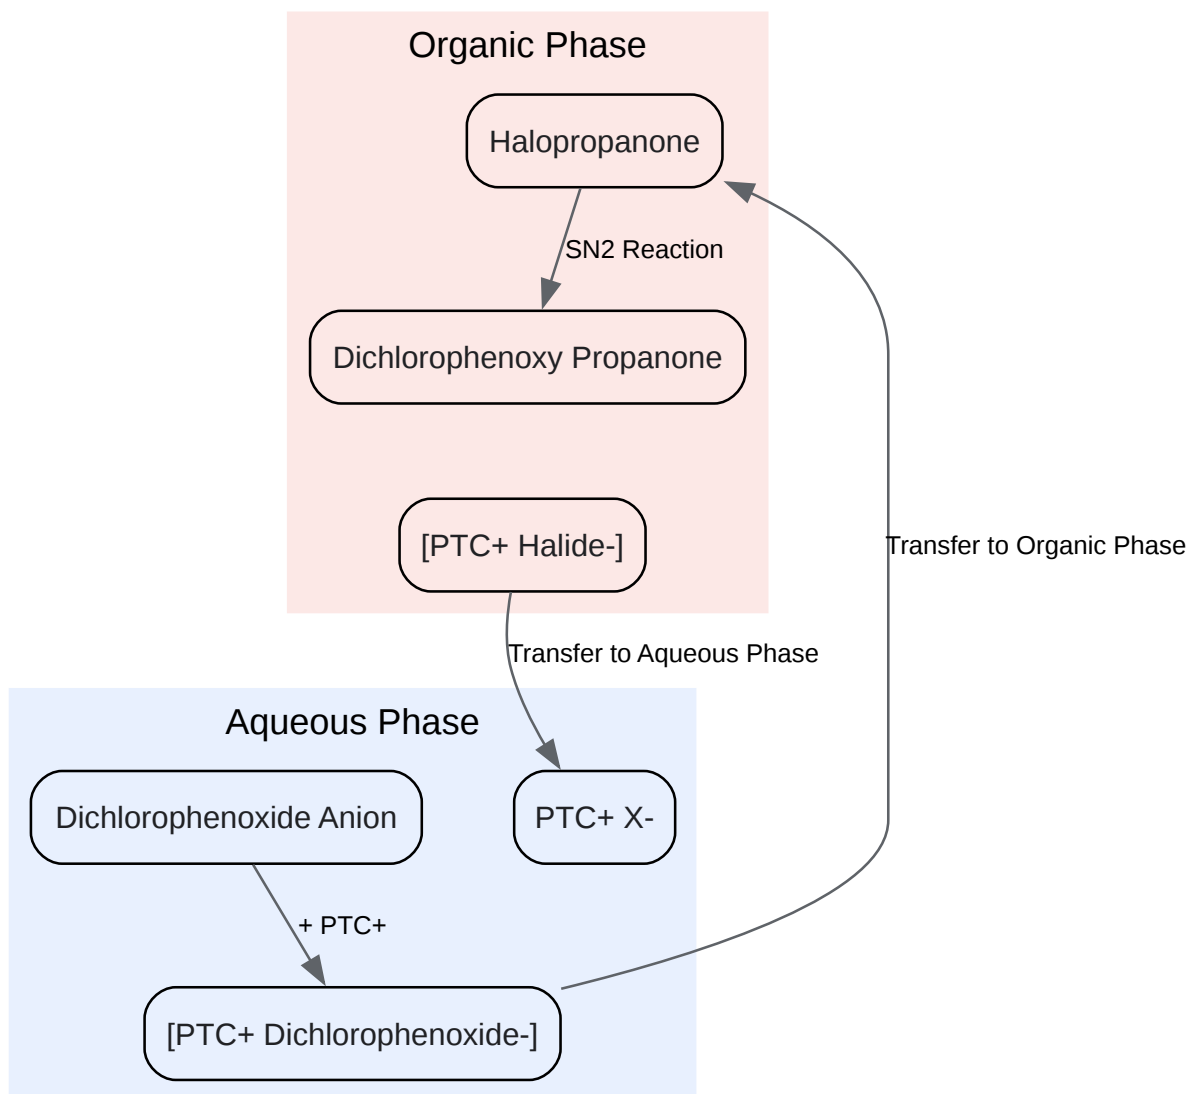 Organic Phase
Halopropanone
SN2 Reaction
Dichlorophenoxy Propanone
[PTC+ Halide-]
Transfer to Organic Phase
Transfer to Aqueous Phase
Aqueous Phase
Dichlorophenoxide Anion
PTC+ X-
+ PTC+
[PTC+ Dichlorophenoxide-]